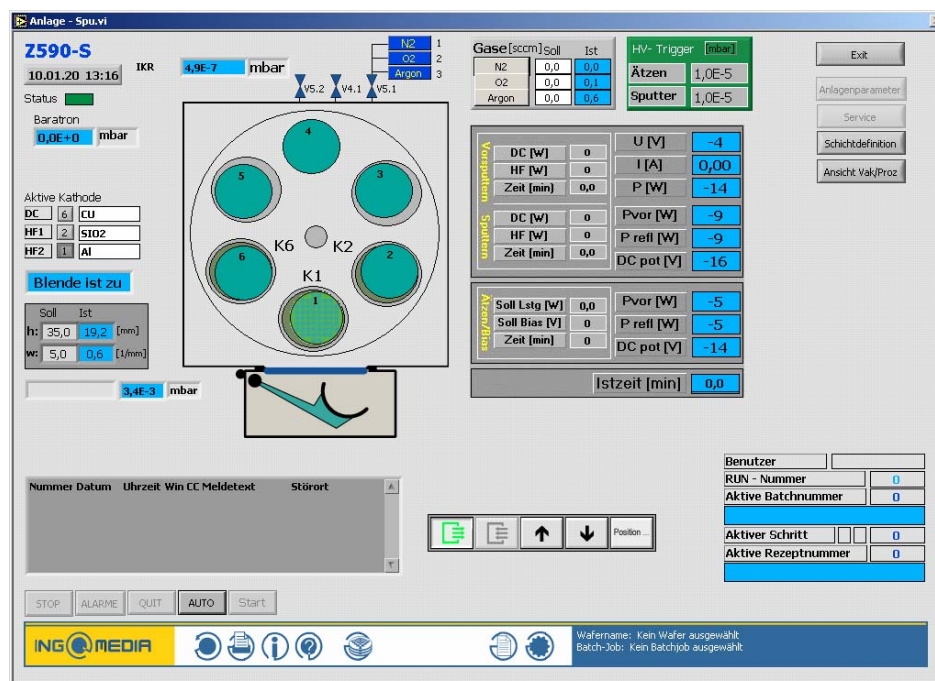 Anlage - Spu.vi
Z590-S
10.01.20 13:16
IKR
4,9E-7 mbar
Status
Baratron
0,0E+0 mbar
N2 1
O2 2
Argon 3
V5.2 V4.1 V5.1
Gase[sccm] Soll Ist
N2 0,0 0,0
O2 0,0 0,1
Argon 0,0 0,6
HV- Trigger [mbar]
Ätzen 1,0E-5
Sputter 1,0E-5
Exit
Anlagenparameter
Service
Schichtdefinition
Ansicht Vak/Proz
4
5
3
K6 K2
6
2
K1
1
Aktive Kathode
DC 6 CU
HF1 2 SIO2
HF2 1 Al
Blende ist zu
Soll Ist
h: 35,0 19,2 [mm]
w: 5,0 0,6 [1/mm]
3,4E-3 mbar
Vorsputtern
DC [W] 0
HF [W] 0
Zeit [min] 0,0
U [V] -4
I [A] 0,00
P [W] -14
Sputtern
DC [W] 0
HF [W] 0
Zeit [min] 0,0
Pvor [W] -9
P refl [W] -9
DC pot [V] -16
Ätzen/Bias
Soll Lstg [W] 0,0
Soll Bias [V] 0
Zeit [min] 0
Pvor [W] -5
P refl [W] -5
DC pot [V] -14
Istzeit [min] 0,0
Nummer Datum Uhrzeit Win CC Meldetext Störort
Position ...
Benutzer
RUN - Nummer 0
Aktive Batchnummer 0
Aktiver Schritt 0
Aktive Rezeptnummer 0
STOP ALARME QUIT AUTO Start
ING@MEDIA
Wafername: Kein Wafer ausgewählt
Batch-Job: Kein Batchjob ausgewählt